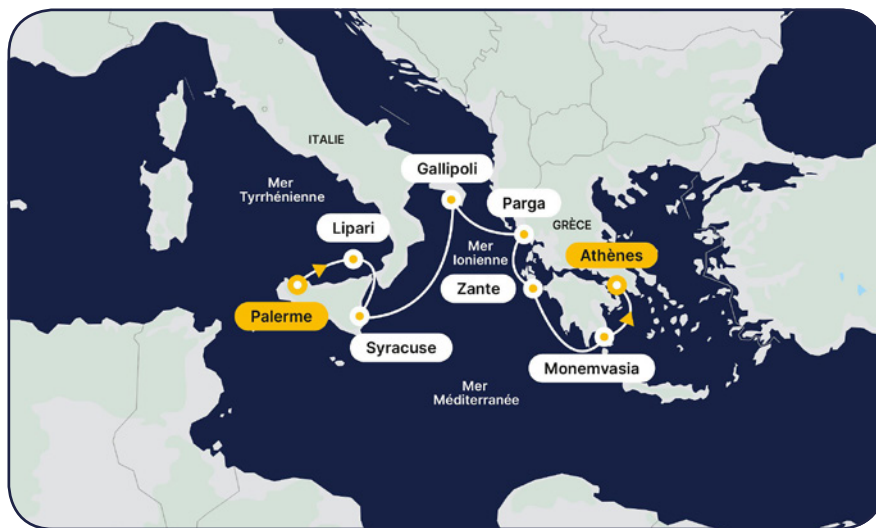 ITALIE
Gallipoli
Mer
Tyrrhénienne
Parga
Lipari
GRÈCE
Mer
Ionienne
Athènes
Zante
Palerme
Syracuse
Monemvasia
Mer
Méditerranée